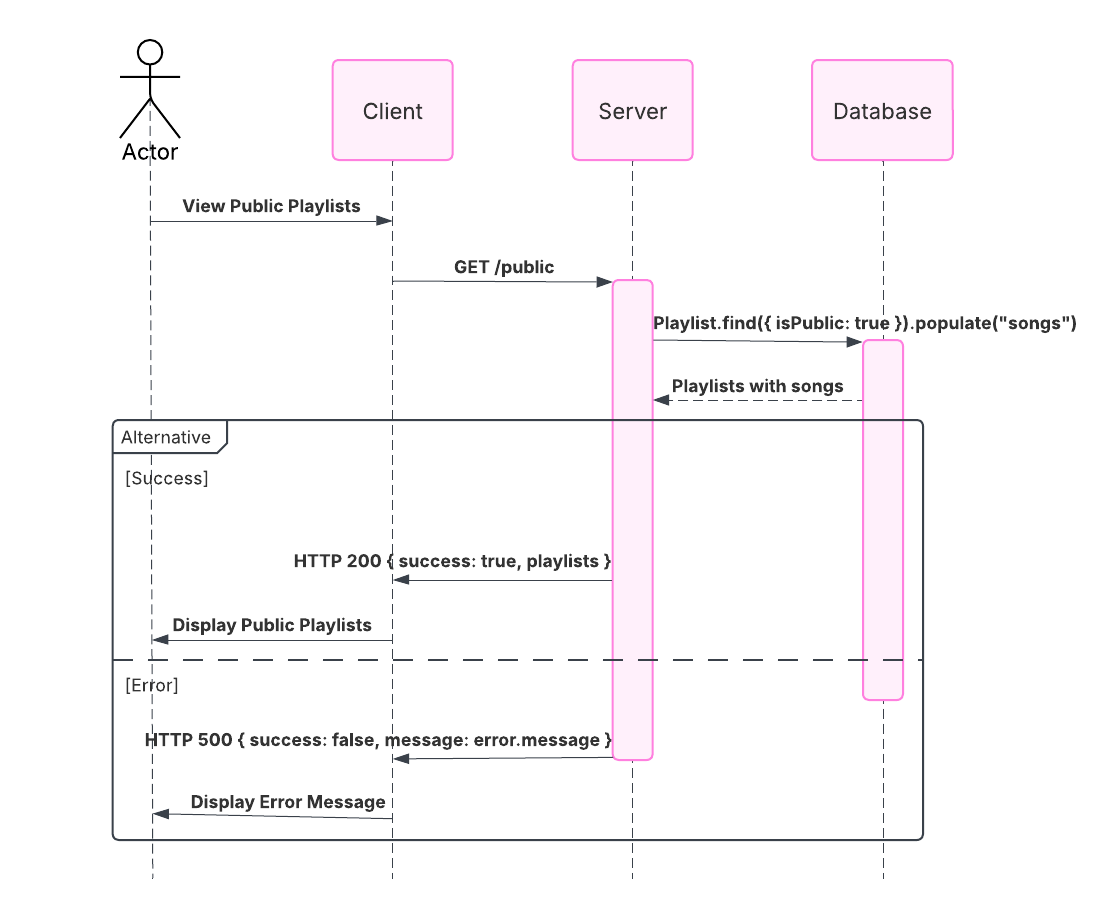 Actor
Client
Server
Database
View Public Playlists
GET /public
Playlist.find({ isPublic: true }).populate("songs")
Playlists with songs
Alternative
[Success]
HTTP 200 { success: true, playlists }
Display Public Playlists
[Error]
HTTP 500 { success: false, message: error.message }
Display Error Message